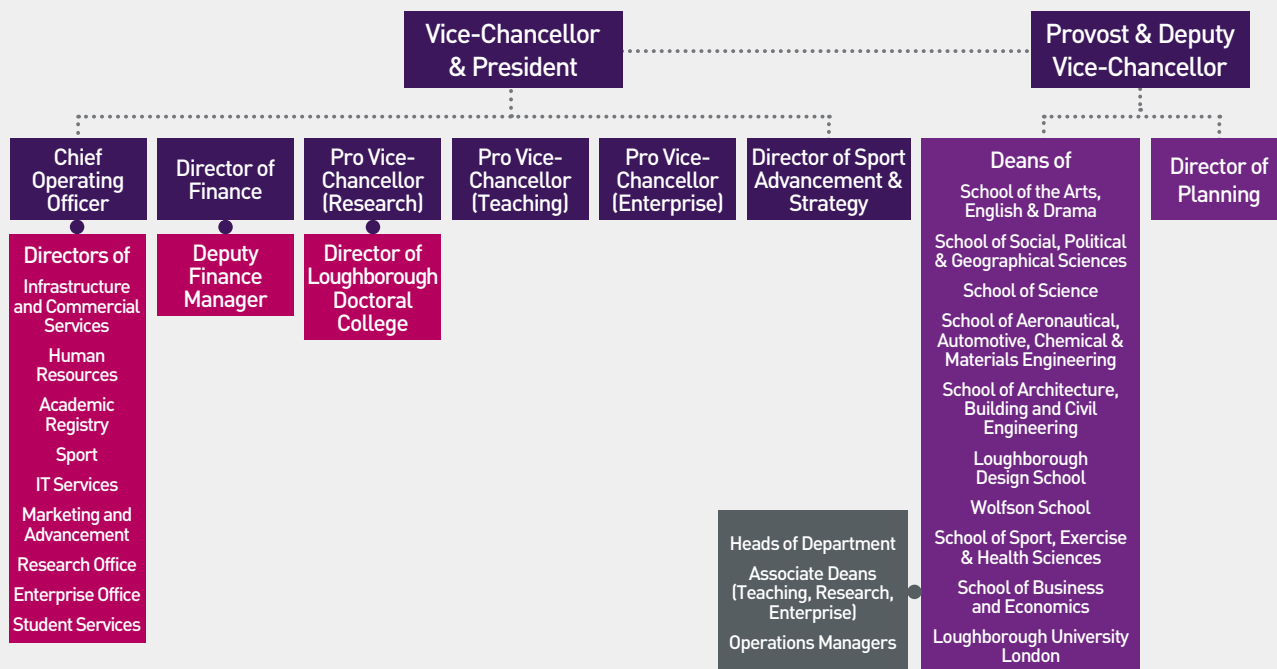 Vice-Chancellor
& President
Provost & Deputy
Vice-Chancellor
Chief
Operating
Officer
Director of
Finance
Pro Vice-
Chancellor
(Research)
Pro Vice-
Chancellor
(Teaching)
Pro Vice-
Chancellor
(Enterprise)
Director of Sport
Advancement &
Strategy
Deans of
School of the Arts,
English & Drama
School of Social, Political
& Geographical Sciences
School of Science
School of Aeronautical,
Automotive, Chemical &
Materials Engineering
School of Architecture,
Building and Civil
Engineering
Loughborough
Design School
Wolfson School
School of Sport, Exercise
& Health Sciences
School of Business
and Economics
Loughborough University
London
Director of
Planning
Directors of
Infrastructure
and Commercial
Services
Human
Resources
Academic
Registry
Sport
IT Services
Marketing and
Advancement
Research Office
Enterprise Office
Student Services
Deputy
Finance
Manager
Director of
Loughborough
Doctoral
College
Heads of Department
Associate Deans
(Teaching, Research,
Enterprise)
Operations Managers